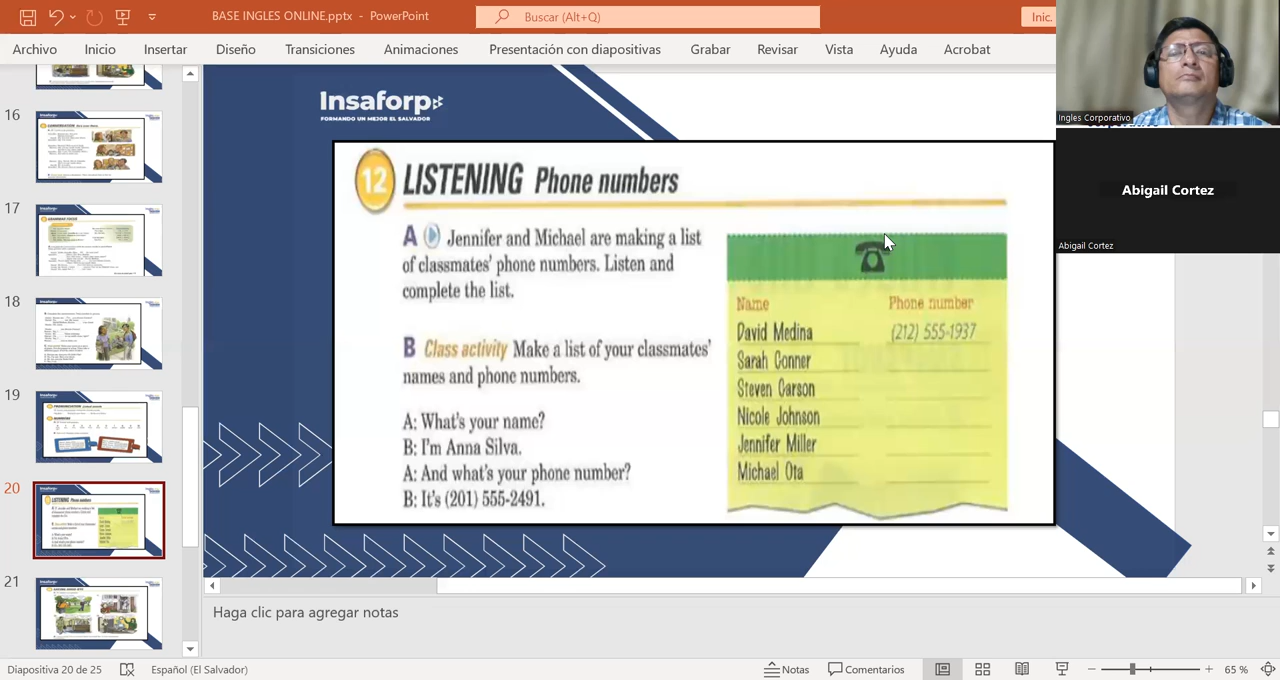 BASE INGLES ONLINE.pptx - PowerPoint
Buscar (Alt+Q)
Inic.
Archivo Inicio Insertar Diseño Transiciones Animaciones Presentación con diapositivas Grabar Revisar Vista Ayuda Acrobat
Ingles Corporativo
Abigail Cortez
Abigail Cortez
16
17
18
19
20
21
Insaforp
FORMANDO UN MEJOR EL SALVADOR
12 LISTENING Phone numbers
A Jennifer and Michael are making a list
of classmates' phone numbers. Listen and
complete the list.
B Class activity Make a list of your classmates'
names and phone numbers.
A: What's your name?
B: I'm Anna Silva.
A: And what's your phone number?
B: It's (201) 555-2491.
Name Phone number
David Medina (212) 555-1937
Sarah Conner
Steven Carson
Nicole Johnson
Jennifer Miller
Michael Ota
Haga clic para agregar notas
Diapositiva 20 de 25 Español (El Salvador) Notas Comentarios 65 %